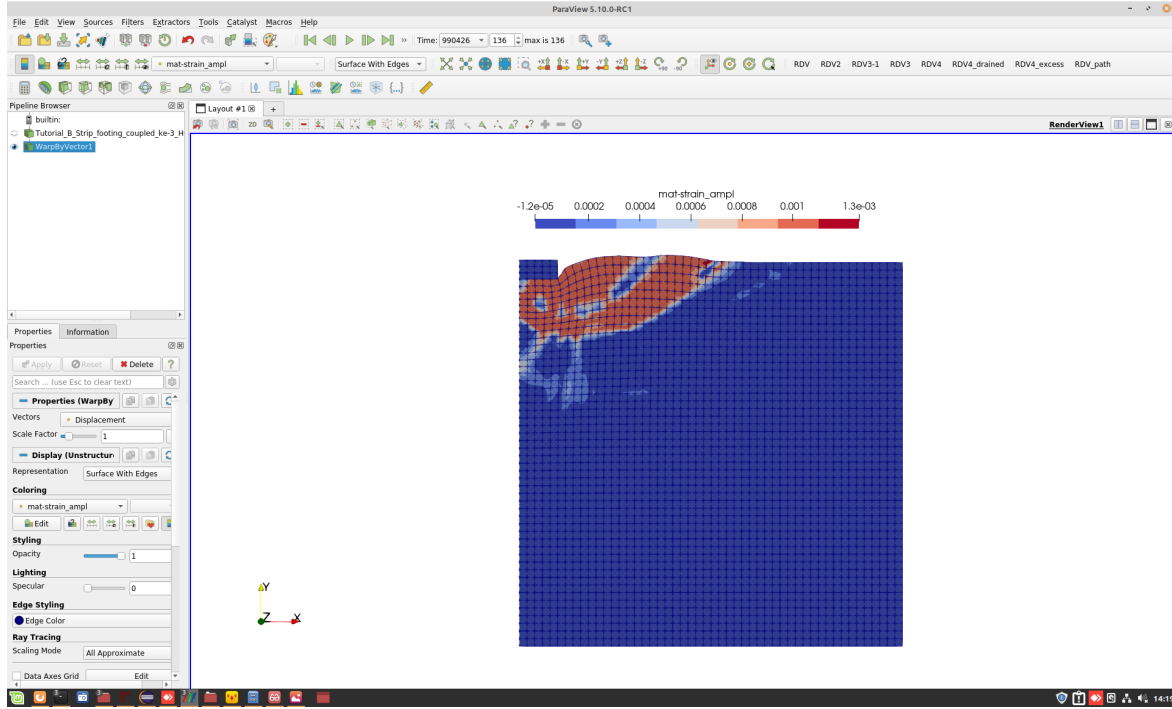 ParaView 5.10.0-RC1
File Edit View Sources Filters Extractors Tools Catalyst Macros Help
Time: 990426 136 max is 136
mat-strain_ampl Surface With Edges +X -X +Y -Y +Z -Z +90 -90 RDV RDV2 RDV3-1 RDV3 RDV4 RDV4_drained RDV4_excess RDV_path
Pipeline Browser
Layout #1 +
builtin:
Tutorial_B_Strip_footing_coupled_ke-3_H
WarpByVector1
2D RenderView1
mat-strain_ampl
-1.2e-05 0.0002 0.0004 0.0006 0.0008 0.001 1.3e-03
Properties Information
Properties
Apply Reset Delete ?
Search ... (use Esc to clear text)
Properties (WarpBy
Vectors Displacement
Scale Factor 1
Display (Unstructur
Representation Surface With Edges
Coloring
mat-strain_ampl
Edit
Styling
Opacity 1
Lighting
Specular 0
Edge Styling
Edge Color
Ray Tracing
Scaling Mode All Approximate
Data Axes Grid Edit
Y
Z X
14:19